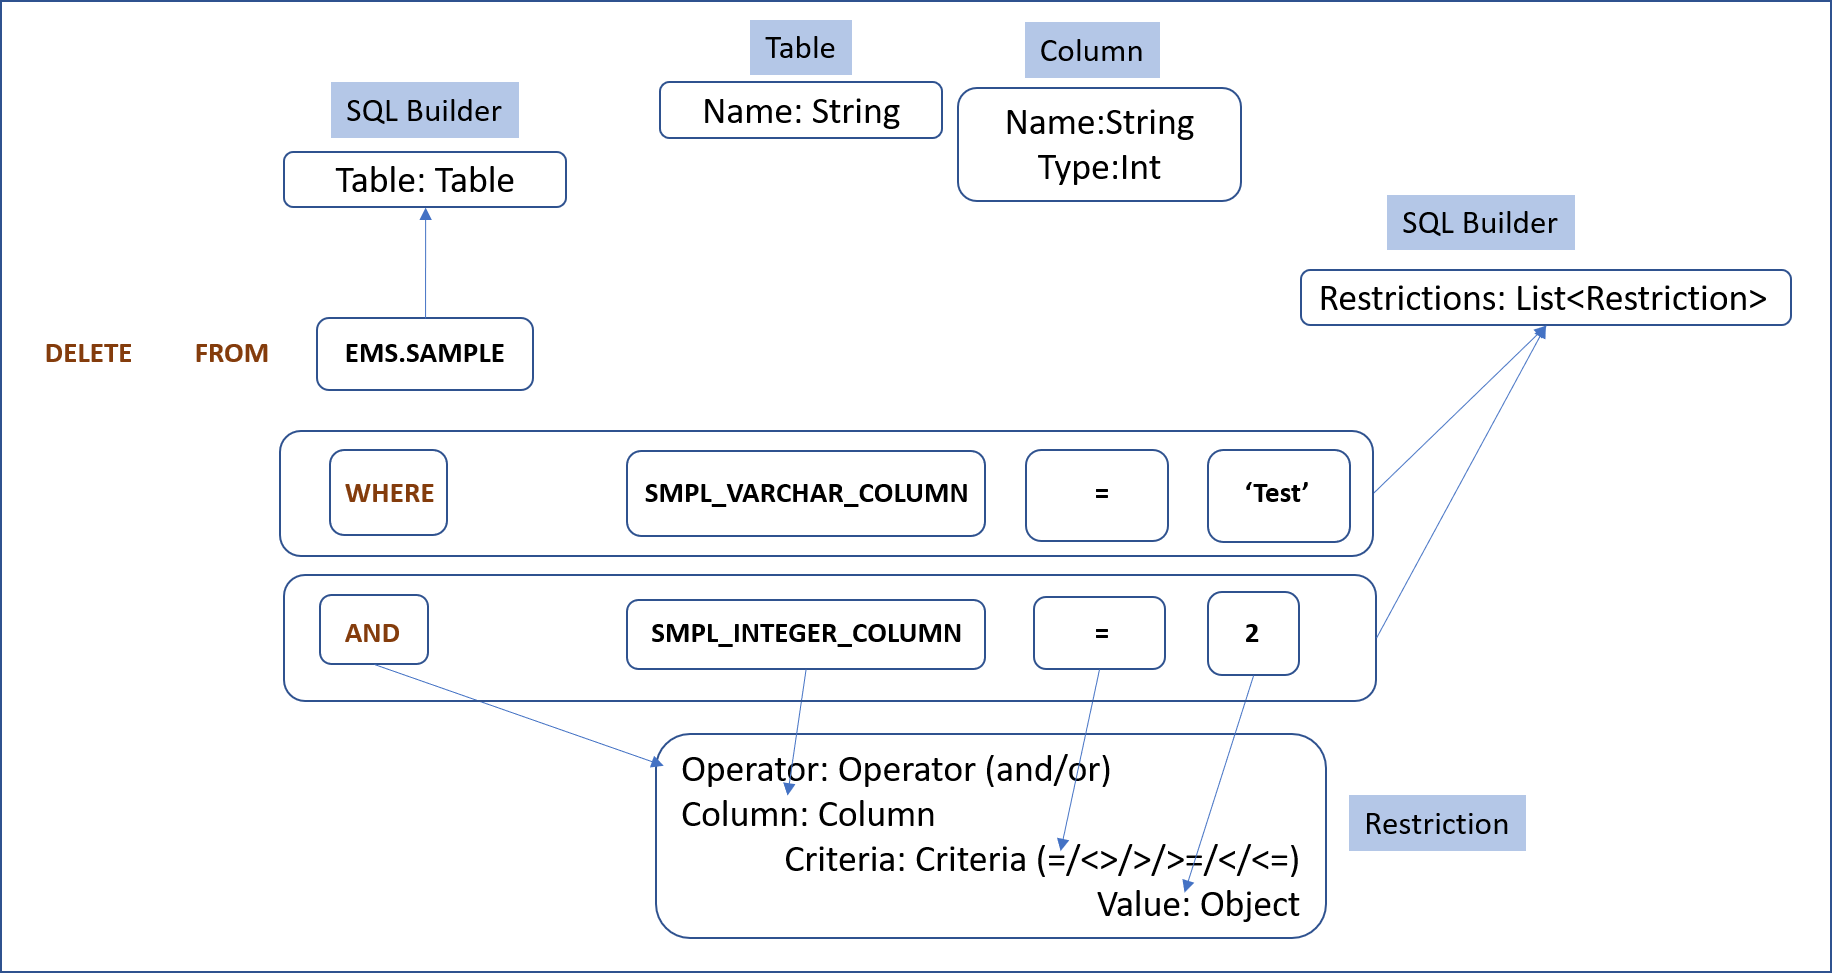 Table
Column
SQL Builder
Name: String
Name:String
Type:Int
Table: Table
SQL Builder
Restrictions: List<Restriction>
DELETE FROM EMS.SAMPLE
WHERE SMPL_VARCHAR_COLUMN = ‘Test’
AND SMPL_INTEGER_COLUMN = 2
Operator: Operator (and/or)
Column: Column
Criteria: Criteria (=/<>/>/>=/</<=)
Value: Object
Restriction